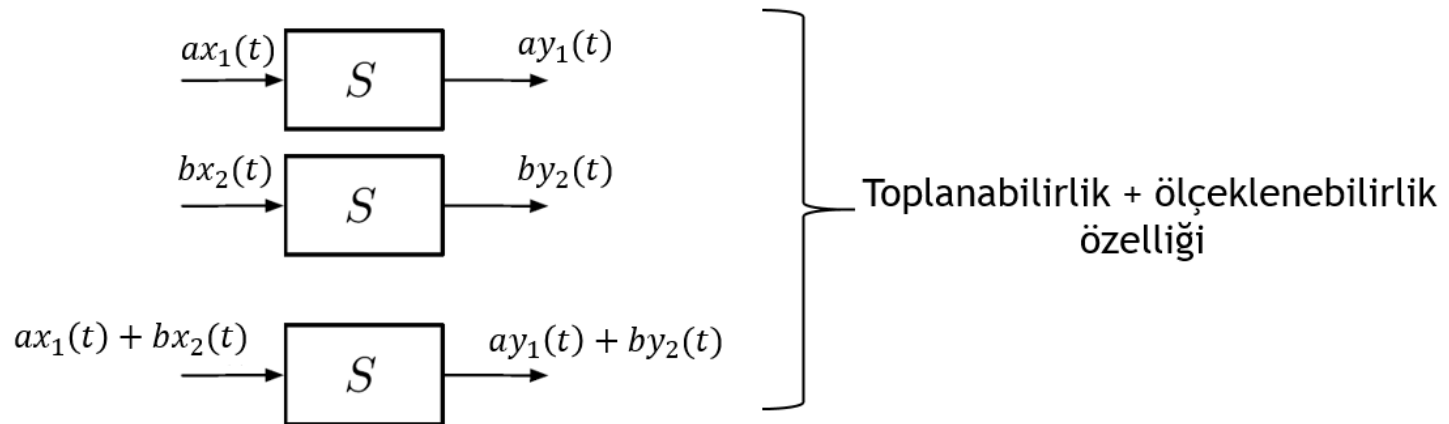 ax₁(t) S ay₁(t)
bx₂(t) S by₂(t)
ax₁(t) + bx₂(t) S ay₁(t) + by₂(t)
Toplanabilirlik + ölçeklenebilirlik
özelliği